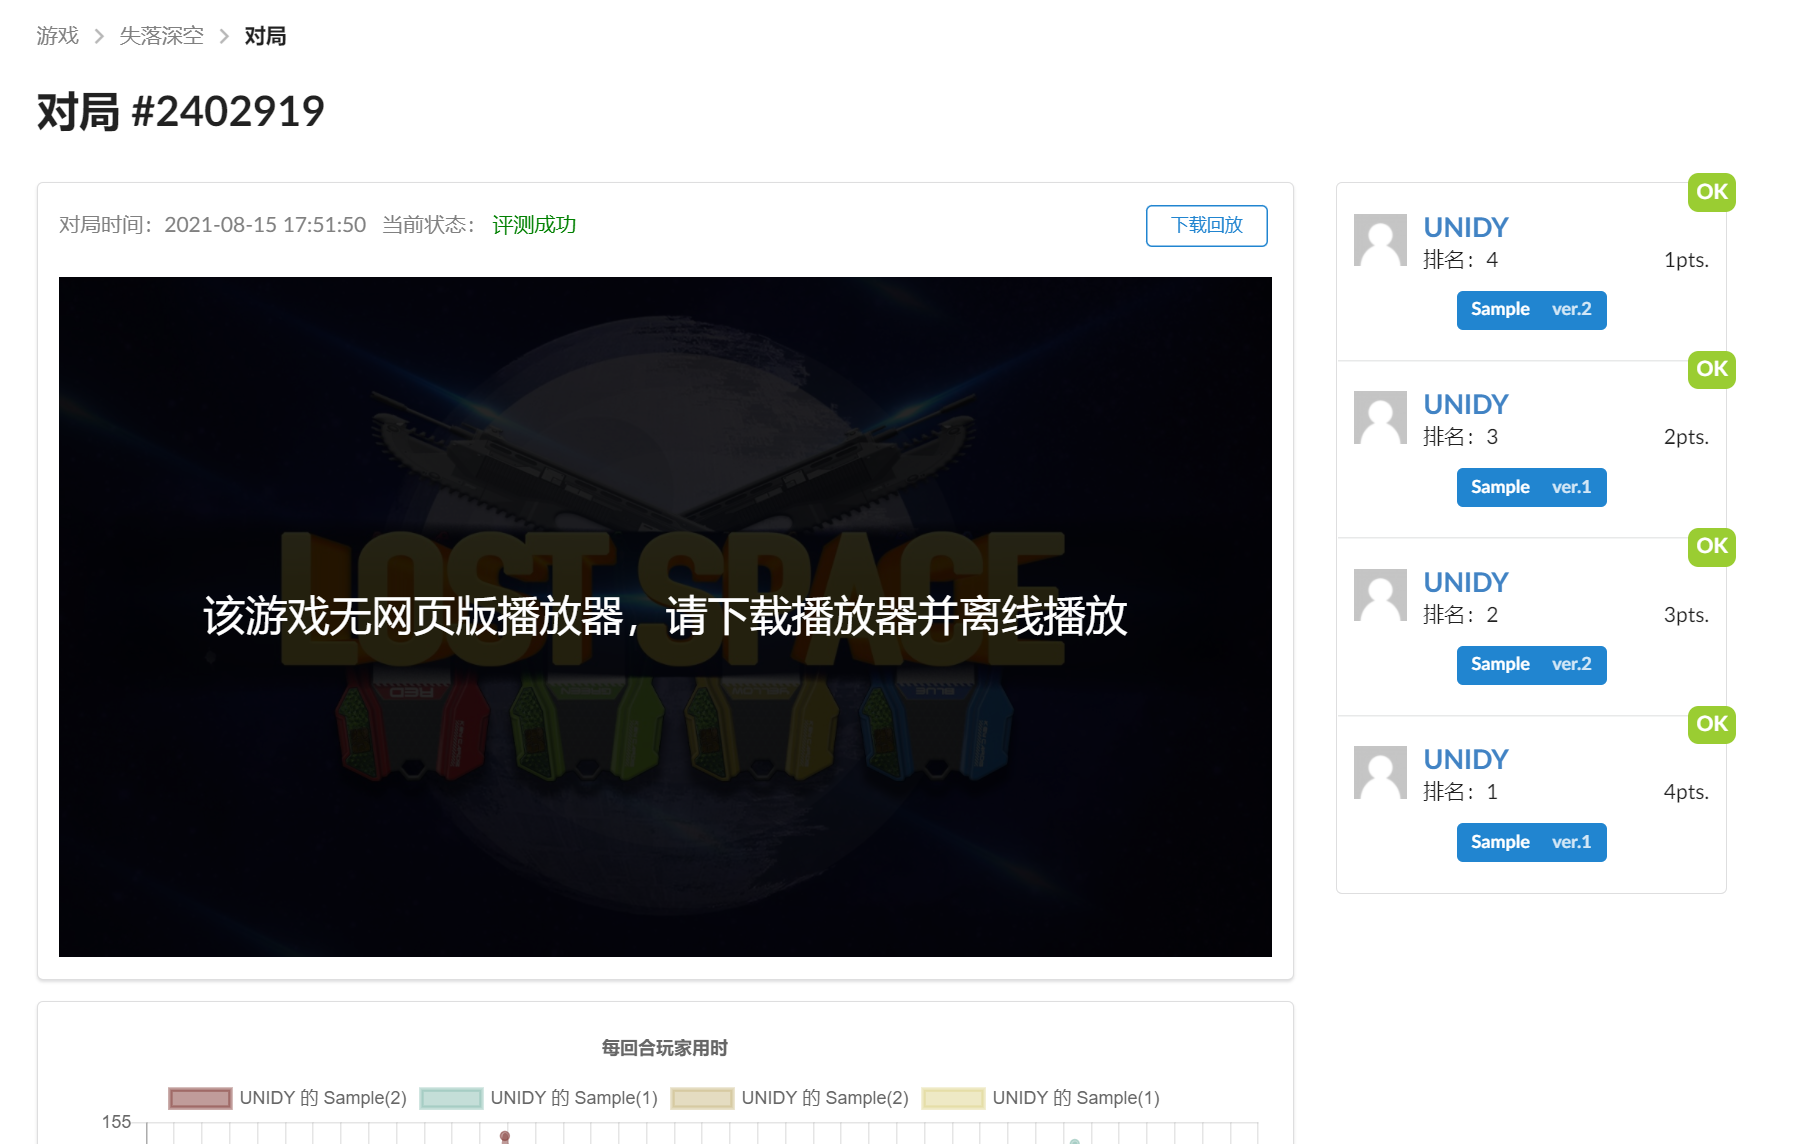 游戏 > 失落深空 > 对局
对局 #2402919
对局时间：2021-08-15 17:51:50 当前状态： 评测成功
下载回放
LOST SPACE
该游戏无网页版播放器，请下载播放器并离线播放
RED
BLUE
OK
UNIDY
排名：4 1pts.
Sample ver.2
OK
UNIDY
排名：3 2pts.
Sample ver.1
OK
UNIDY
排名：2 3pts.
Sample ver.2
OK
UNIDY
排名：1 4pts.
Sample ver.1
每回合玩家用时
UNIDY 的 Sample(2) UNIDY 的 Sample(1) UNIDY 的 Sample(2) UNIDY 的 Sample(1)
155